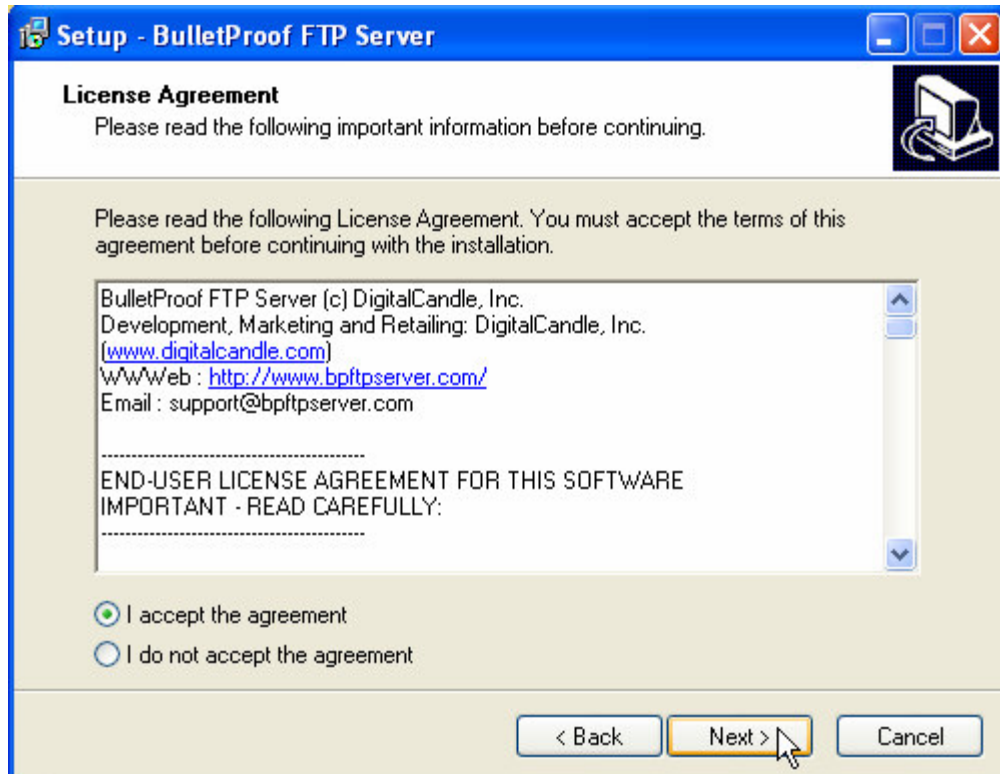 Setup - BulletProof FTP Server
License Agreement
Please read the following important information before continuing.
Please read the following License Agreement. You must accept the terms of this
agreement before continuing with the installation.
BulletProof FTP Server (c) DigitalCandle, Inc.
Development, Marketing and Retailing: DigitalCandle, Inc.
(www.digitalcandle.com)
WWWeb : http://www.bpftpserver.com/
Email : support@bpftpserver.com
--------------------------------------------
END-USER LICENSE AGREEMENT FOR THIS SOFTWARE
IMPORTANT - READ CAREFULLY:
--------------------------------------------
I accept the agreement
I do not accept the agreement
< Back Next > Cancel